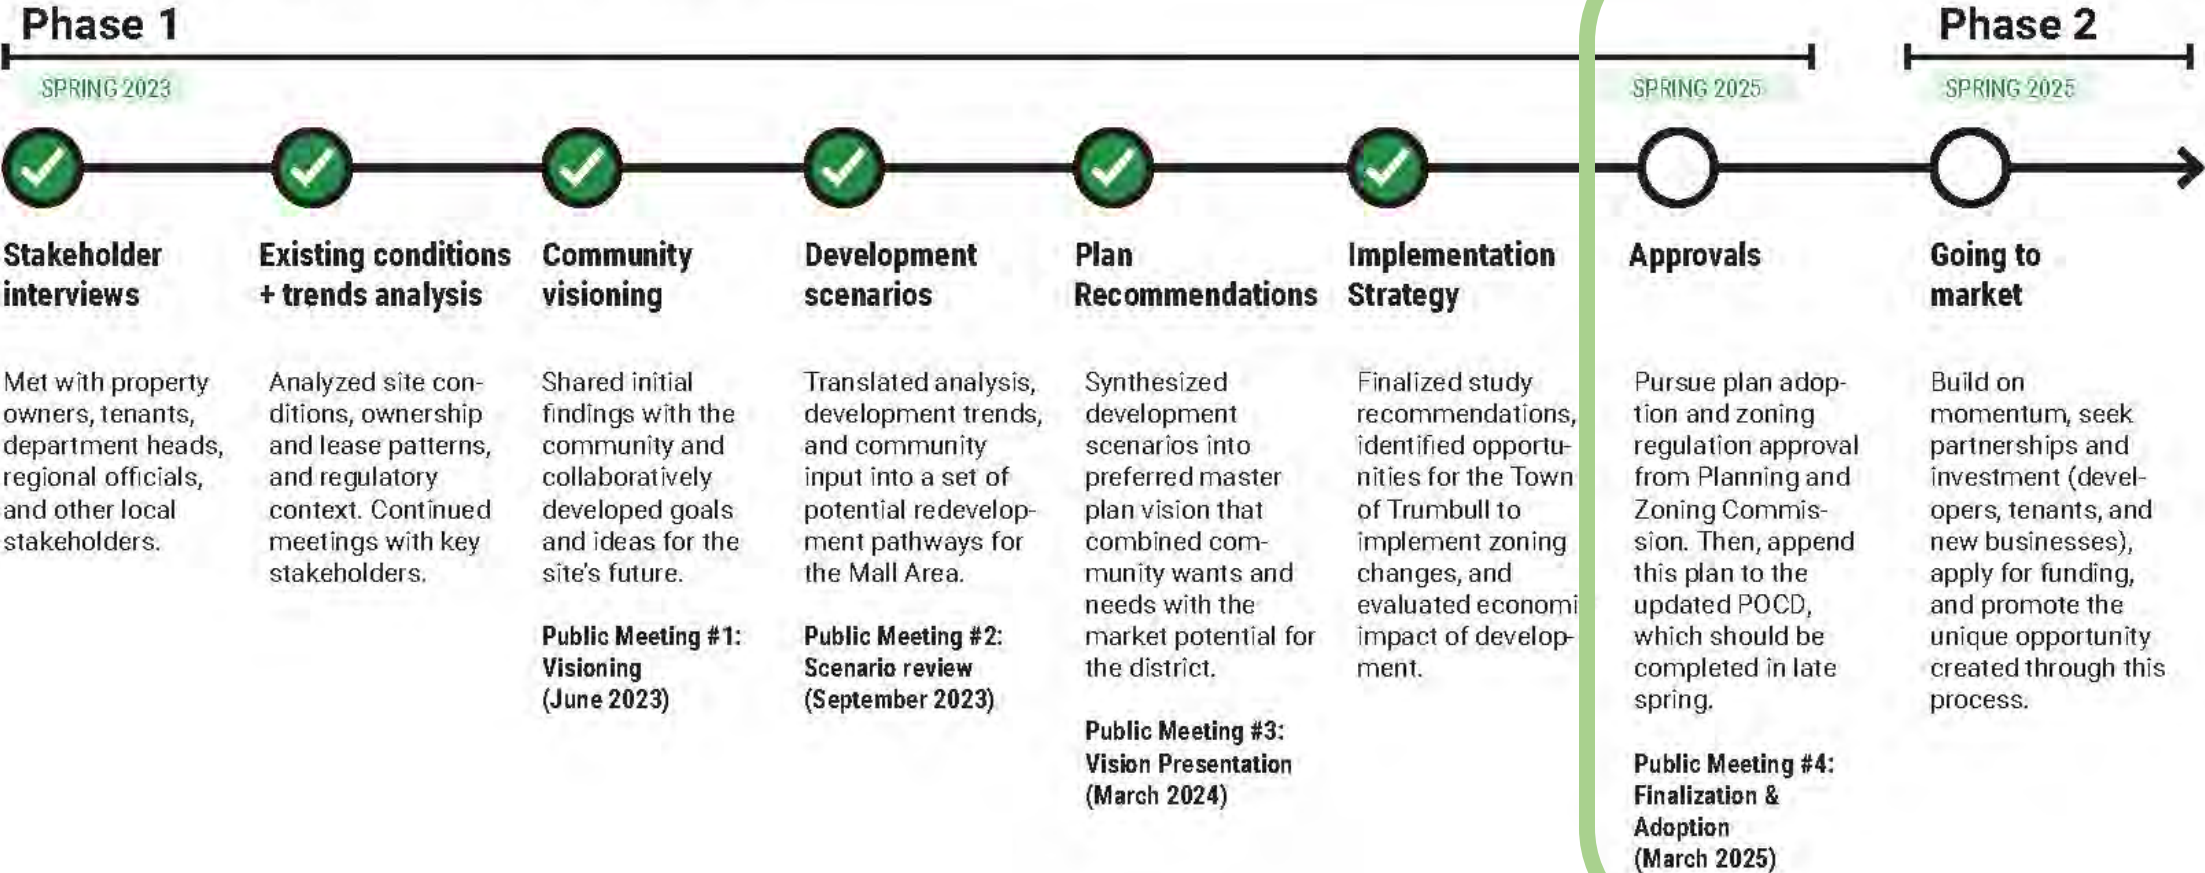 Phase 1
Phase 2
SPRING 2023
SPRING 2025
SPRING 2025
Stakeholder
interviews
Met with property
owners, tenants,
department heads,
regional officials,
and other local
stakeholders.
Existing conditions
+ trends analysis
Analyzed site con-
ditions, ownership
and lease patterns,
and regulatory
context. Continued
meetings with key
stakeholders.
Community
visioning
Shared initial
findings with the
community and
collaboratively
developed goals
and ideas for the
site's future.
Public Meeting #1:
Visioning
(June 2023)
Development
scenarios
Translated analysis,
development trends,
and community
input into a set of
potential redevelop-
ment pathways for
the Mall Area.
Public Meeting #2:
Scenario review
(September 2023)
Plan
Recommendations
Synthesized
development
scenarios into
preferred master
plan vision that
combined com-
munity wants and
needs with the
market potential for
the district.
Public Meeting #3:
Vision Presentation
(March 2024)
Implementation
Strategy
Finalized study
recommendations,
identified opportu-
nities for the Town
of Trumbull to
implement zoning
changes, and
evaluated economi
impact of develop-
ment.
Approvals
Pursue plan adop-
tion and zoning
regulation approval
from Planning and
Zoning Commis-
sion. Then, append
this plan to the
updated POCD,
which should be
completed in late
spring.
Public Meeting #4:
Finalization &
Adoption
(March 2025)
Going to
market
Build on
momentum, seek
partnerships and
investment (devel-
opers, tenants, and
new businesses),
apply for funding,
and promote the
unique opportunity
created through this
process.